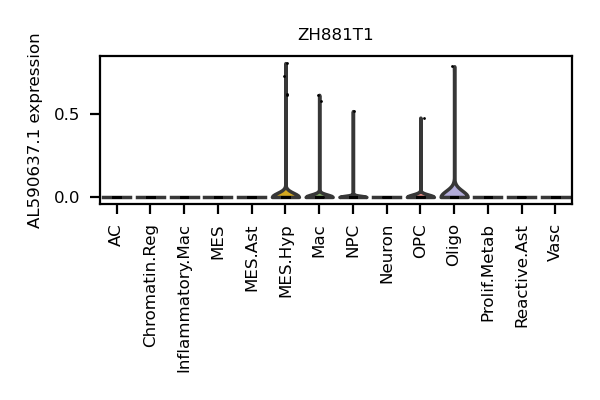 ZH881T1
AL590637.1 expression
0.5
0.0
AC
Chromatin.Reg
Inflammatory.Mac
MES
MES.Ast
MES.Hyp
Mac
NPC
Neuron
OPC
Oligo
Prolif.Metab
Reactive.Ast
Vasc